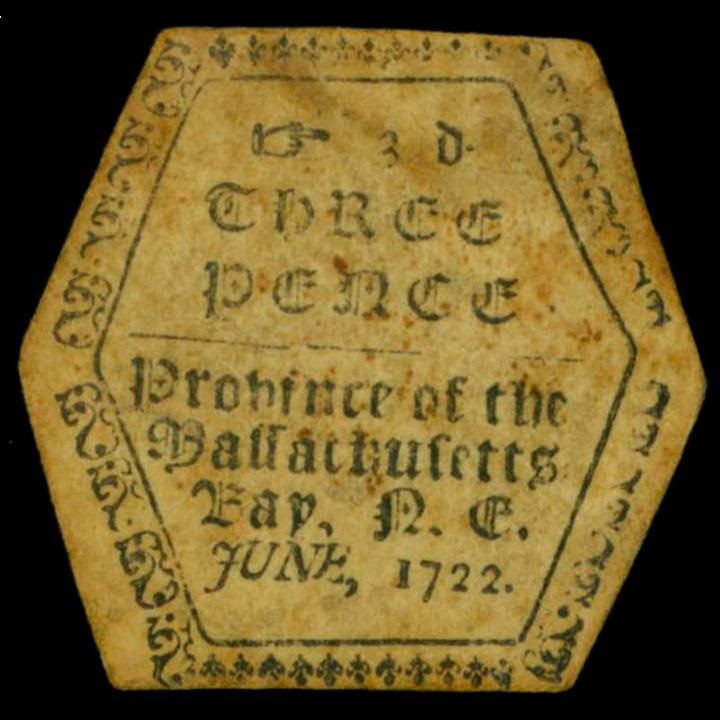 ☞ 3 d.
THREE
PENCE.
Province of the
Maſſachuſetts
Bay, N. E.
JUNE, 1722.